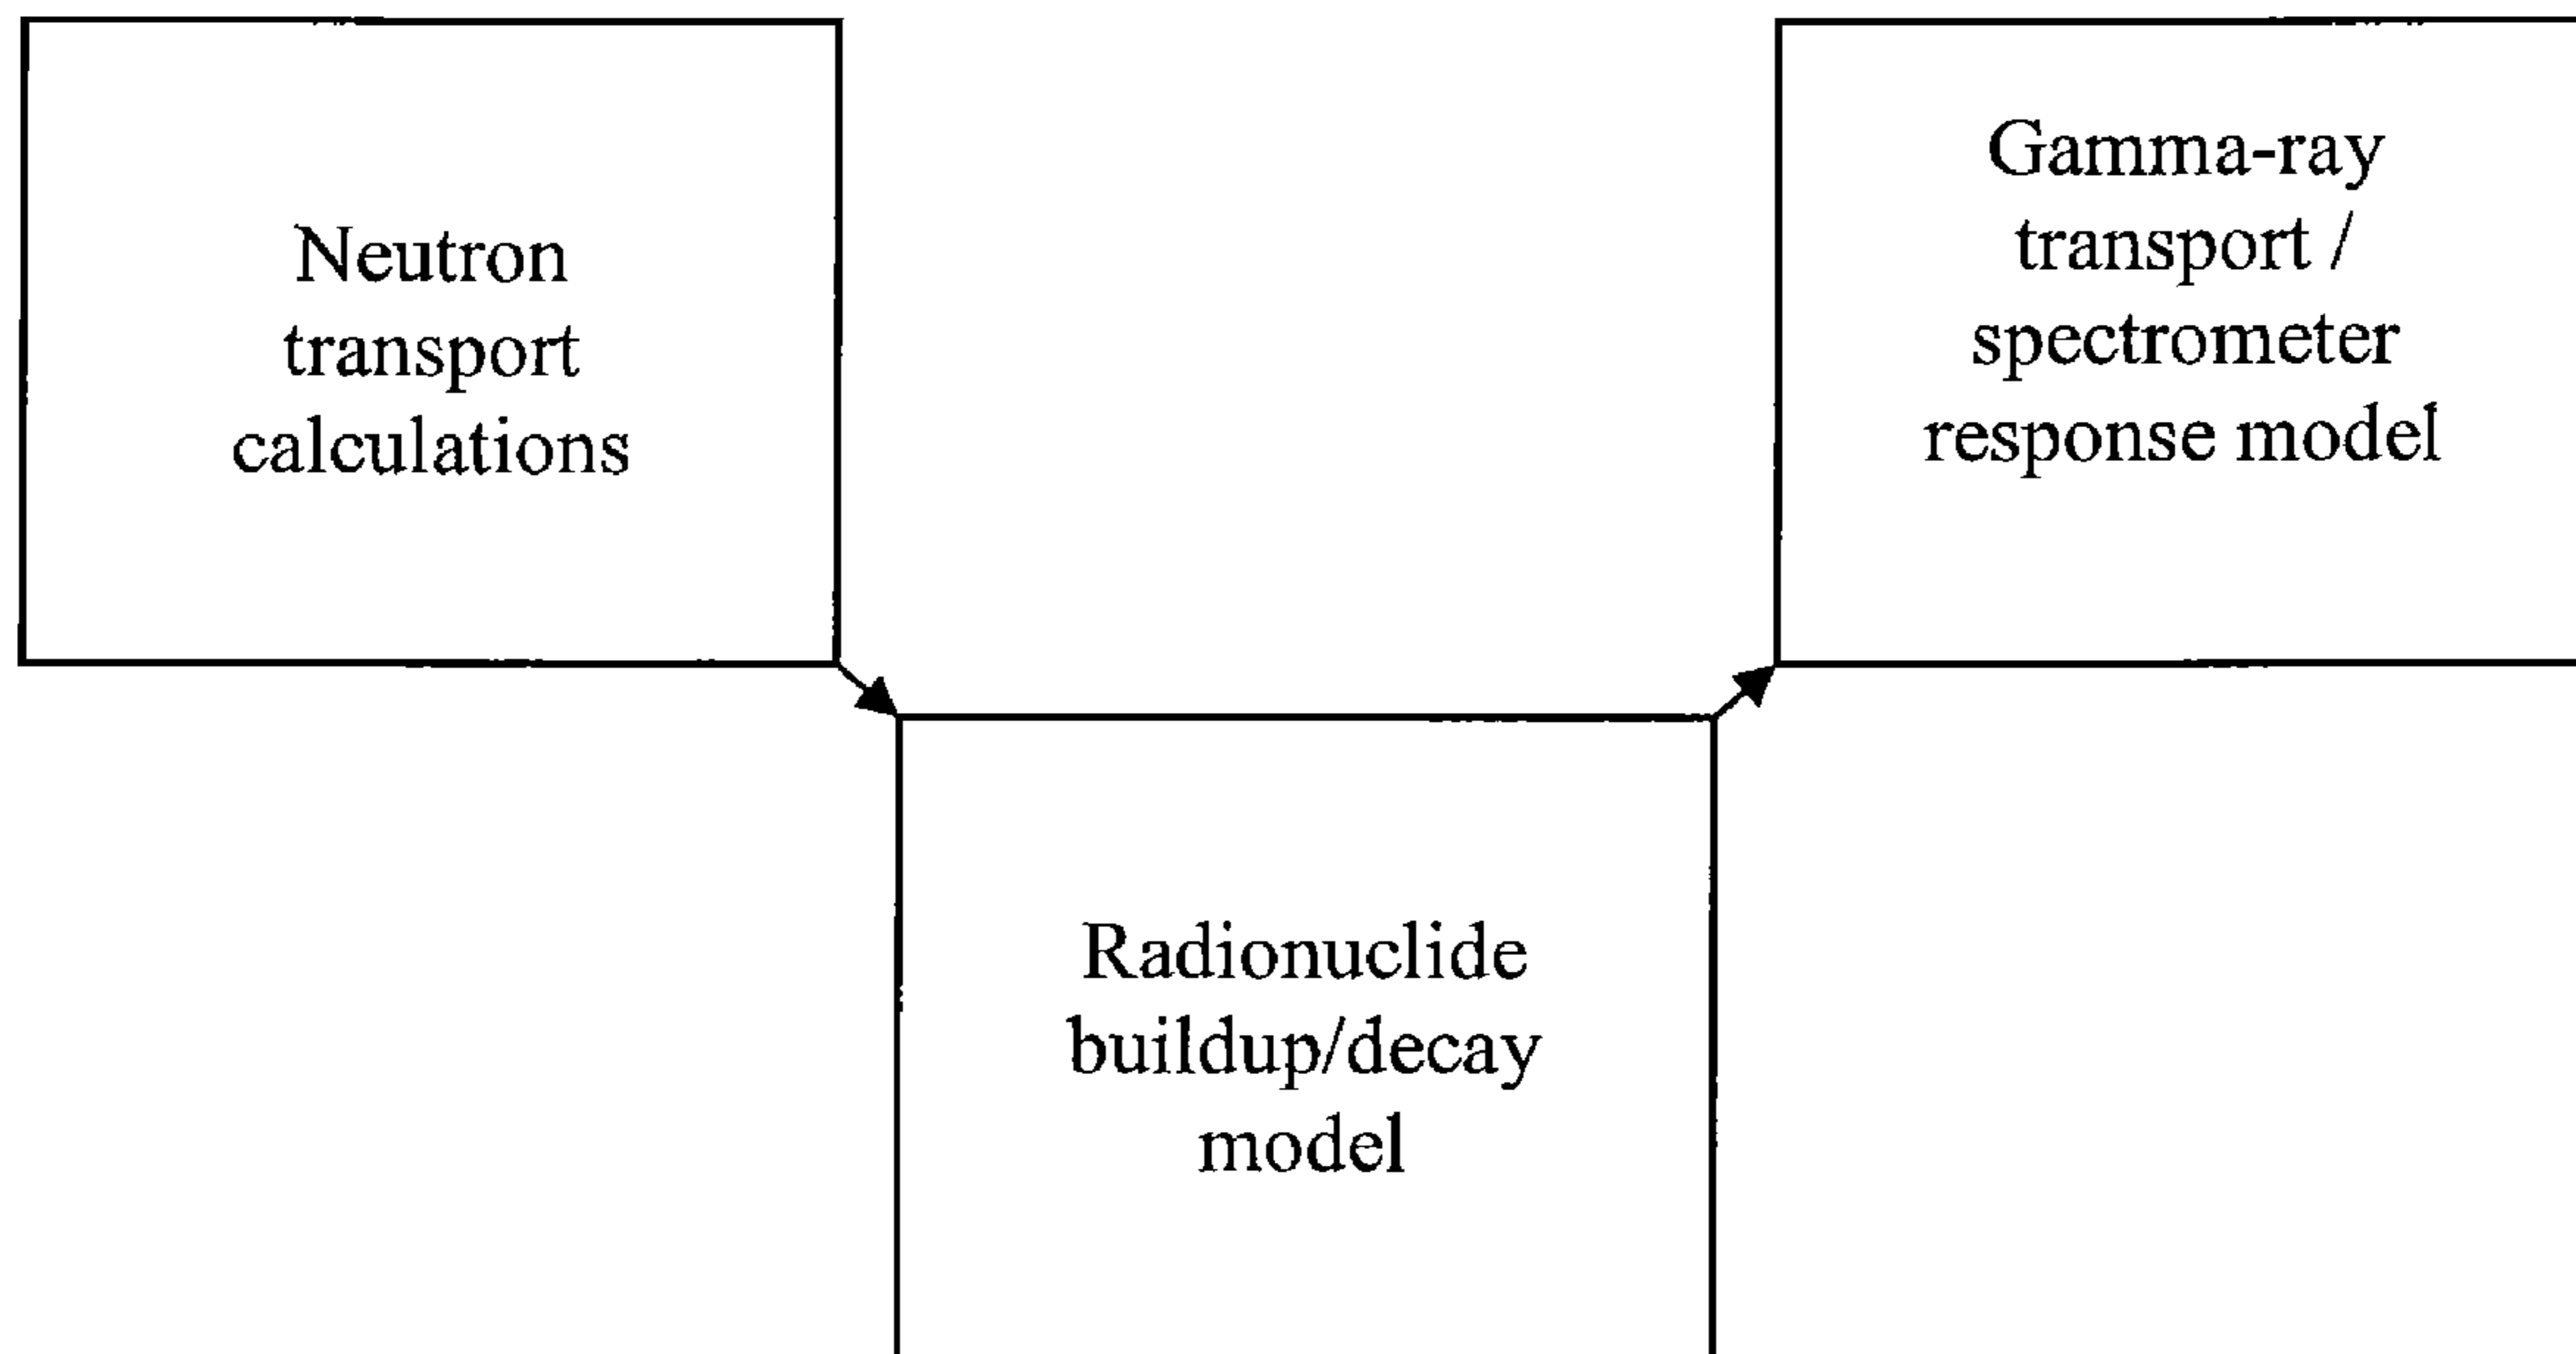 Neutron
transport
calculations
Radionuclide
buildup/decay
model
Gamma-ray
transport /
spectrometer
response model